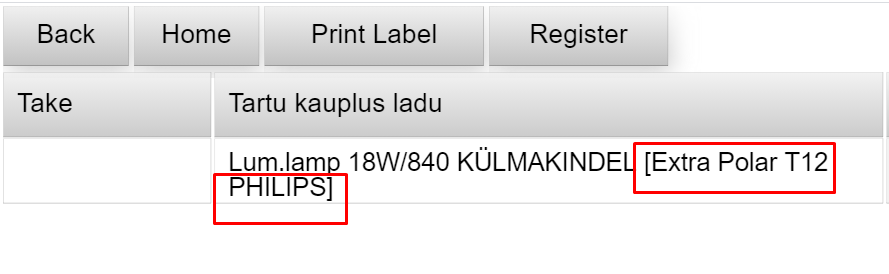 Back Home Print Label Register
Take Tartu kauplus ladu
Lum.lamp 18W/840 KÜLMAKINDEL [Extra Polar T12
PHILIPS]